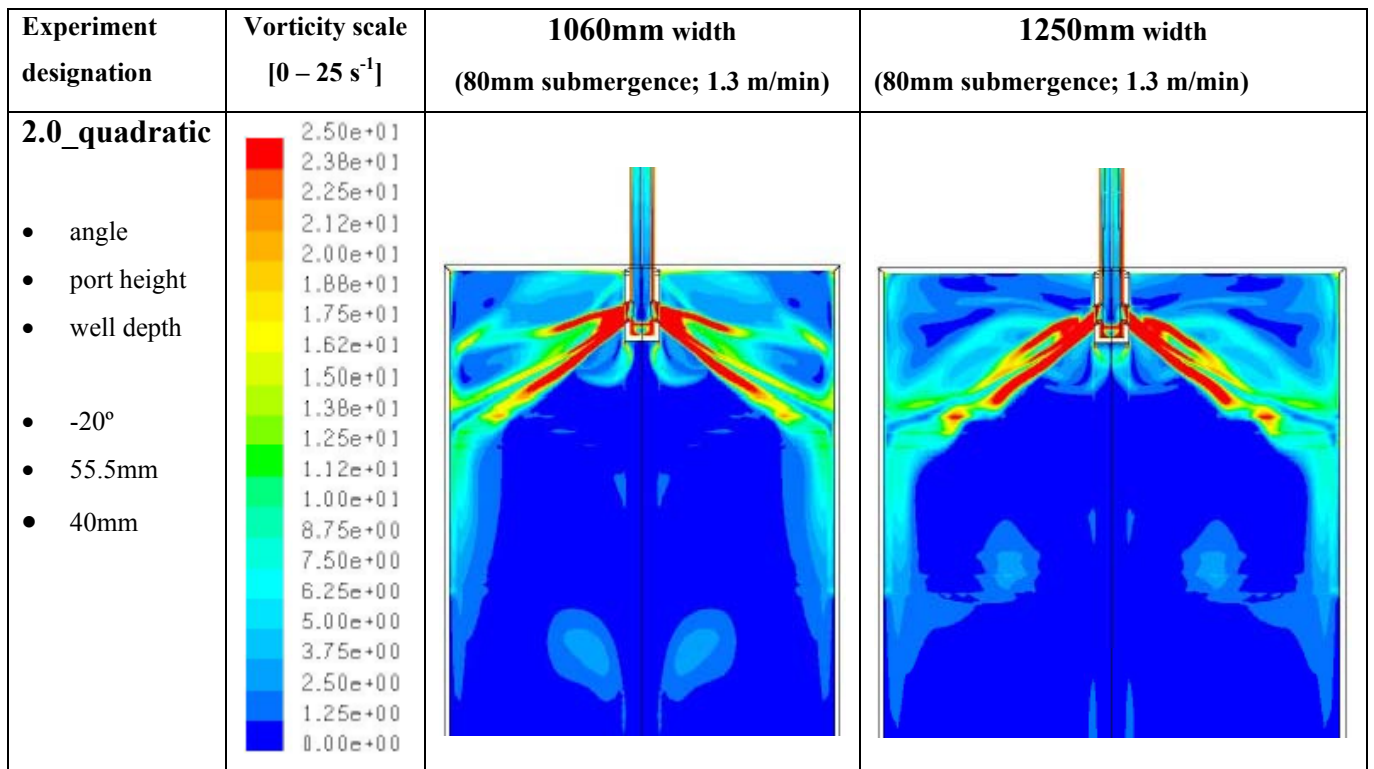 Experiment designation
Vorticity scale
[0 – 25 s⁻¹]
1060mm width
(80mm submergence; 1.3 m/min)
1250mm width
(80mm submergence; 1.3 m/min)
2.0_quadratic
• angle
• port height
• well depth
• -20º
• 55.5mm
• 40mm
2.50e+01
2.38e+01
2.25e+01
2.12e+01
2.00e+01
1.88e+01
1.75e+01
1.62e+01
1.50e+01
1.38e+01
1.25e+01
1.12e+01
1.00e+01
8.75e+00
7.50e+00
6.25e+00
5.00e+00
3.75e+00
2.50e+00
1.25e+00
0.00e+00